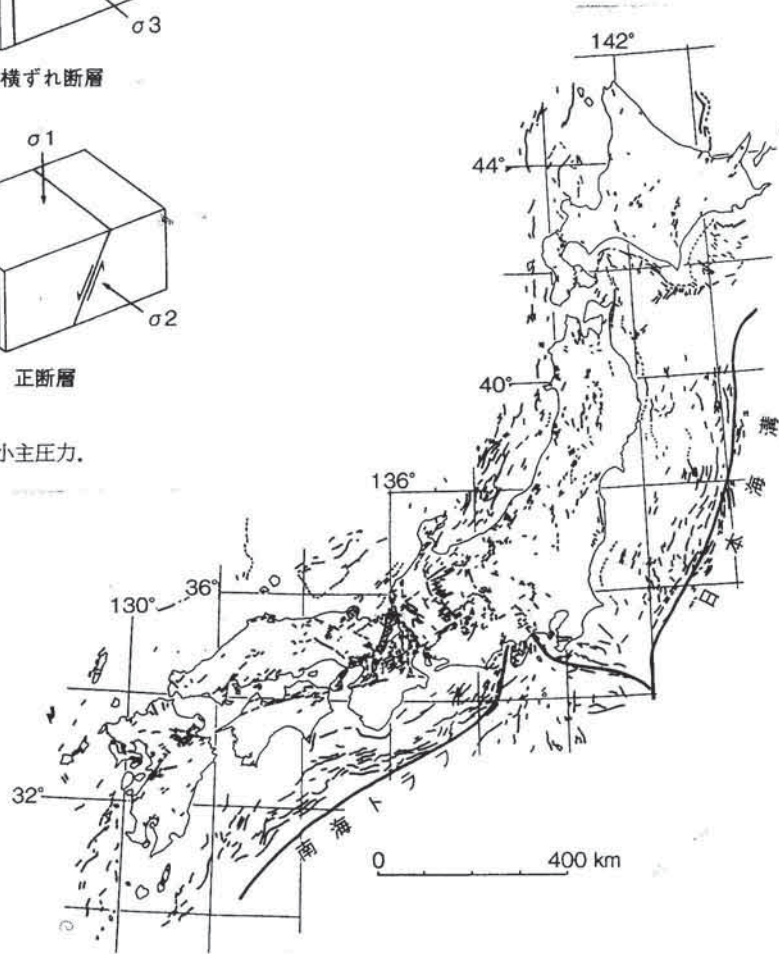 σ3
横ずれ断層
σ1
σ2
正断層
小主圧力.
142°
44°
40°
136°
36°
130°
32°
日本海溝
南海トラフ
0 400 km